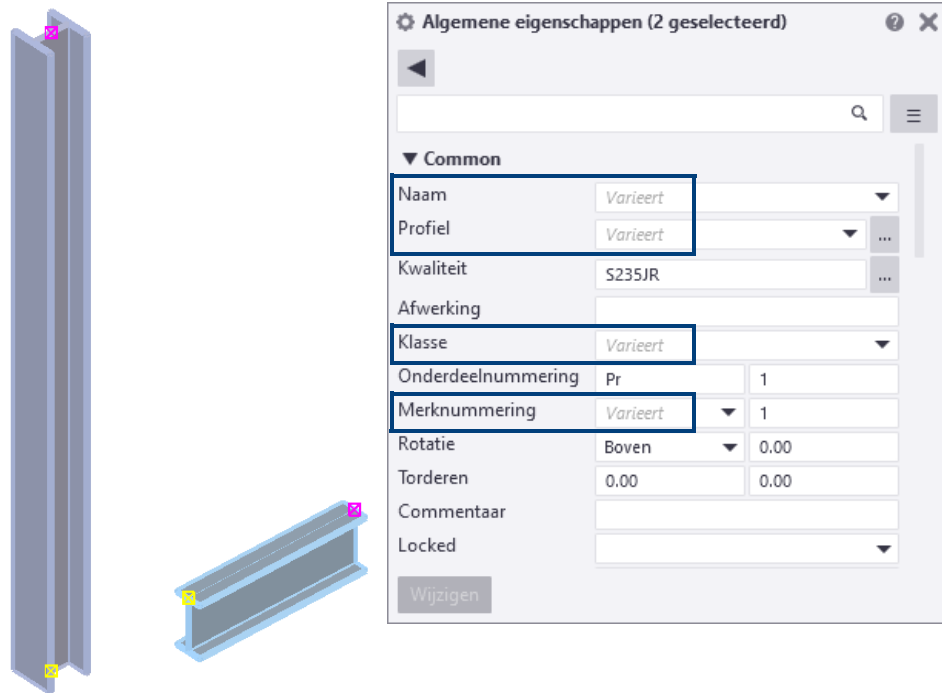 Algemene eigenschappen (2 geselecteerd)
Common
Naam Varieert
Profiel Varieert ...
Kwaliteit S235JR ...
Afwerking
Klasse Varieert
Onderdeelnummering Pr 1
Merknummering Varieert 1
Rotatie Boven 0.00
Torderen 0.00 0.00
Commentaar
Locked
Wijzigen